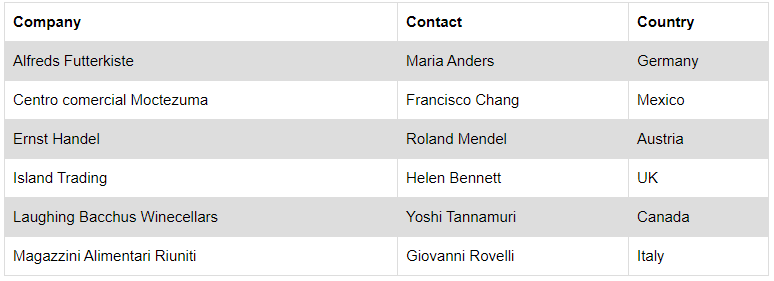 Company Contact Country
Alfreds Futterkiste Maria Anders Germany
Centro comercial Moctezuma Francisco Chang Mexico
Ernst Handel Roland Mendel Austria
Island Trading Helen Bennett UK
Laughing Bacchus Winecellars Yoshi Tannamuri Canada
Magazzini Alimentari Riuniti Giovanni Rovelli Italy